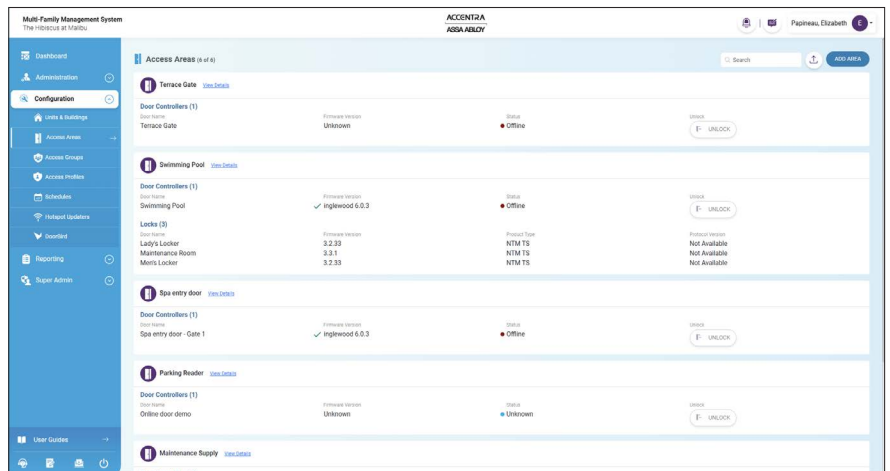 Multi-Family Management System
The Hibiscus at Malibu
ACCENTRA
ASSA ABLOY
Papineau, Elizabeth E
Dashboard
Administration
Configuration
Units & Buildings
Access Areas
Access Groups
Access Profiles
Schedules
Hotspot Updaters
DoorBird
Reporting
Super Admin
User Guides
Access Areas (6 of 6)
Search
ADD AREA
Terrace Gate View Details
Door Controllers (1)
Door Name Firmware Version Status Unlock
Terrace Gate Unknown Offline UNLOCK
Swimming Pool View Details
Door Controllers (1)
Door Name Firmware Version Status Unlock
Swimming Pool inglewood 6.0.3 Offline UNLOCK
Locks (3)
Door Name Firmware Version Product Type Protocol Version
Lady's Locker 3.2.33 NTM TS Not Available
Maintenance Room 3.3.1 NTM TS Not Available
Men's Locker 3.2.33 NTM TS Not Available
Spa entry door View Details
Door Controllers (1)
Door Name Firmware Version Status Unlock
Spa entry door - Gate 1 inglewood 6.0.3 Offline UNLOCK
Parking Reader View Details
Door Controllers (1)
Door Name Firmware Version Status Unlock
Online door demo Unknown Unknown UNLOCK
Maintenance Supply View Details